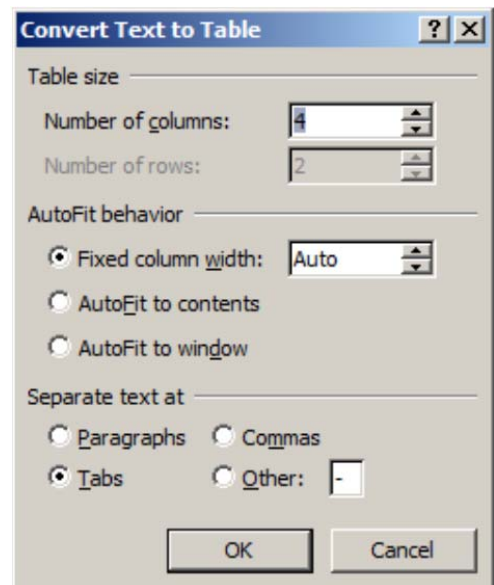 Convert Text to Table ? ×
Table size
Number of columns: 4
Number of rows: 2
AutoFit behavior
Fixed column width: Auto
AutoFit to contents
AutoFit to window
Separate text at
Paragraphs Commas
Tabs Other: -
OK Cancel